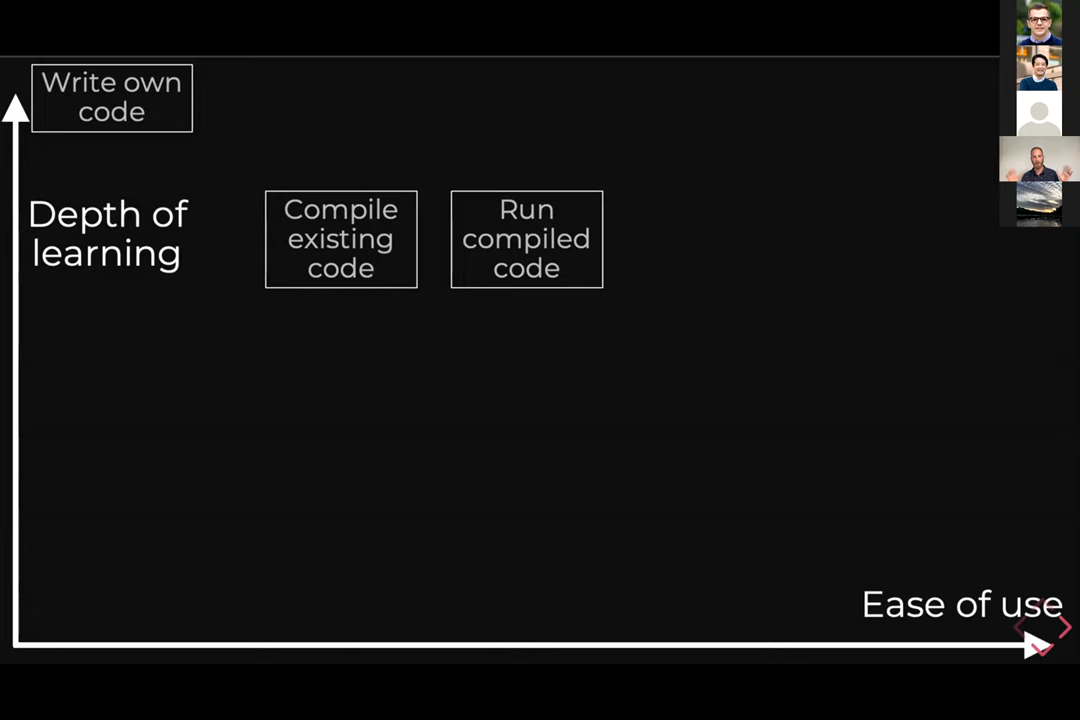 Write own
code
Depth of
learning
Compile
existing
code
Run
compiled
code
Ease of use